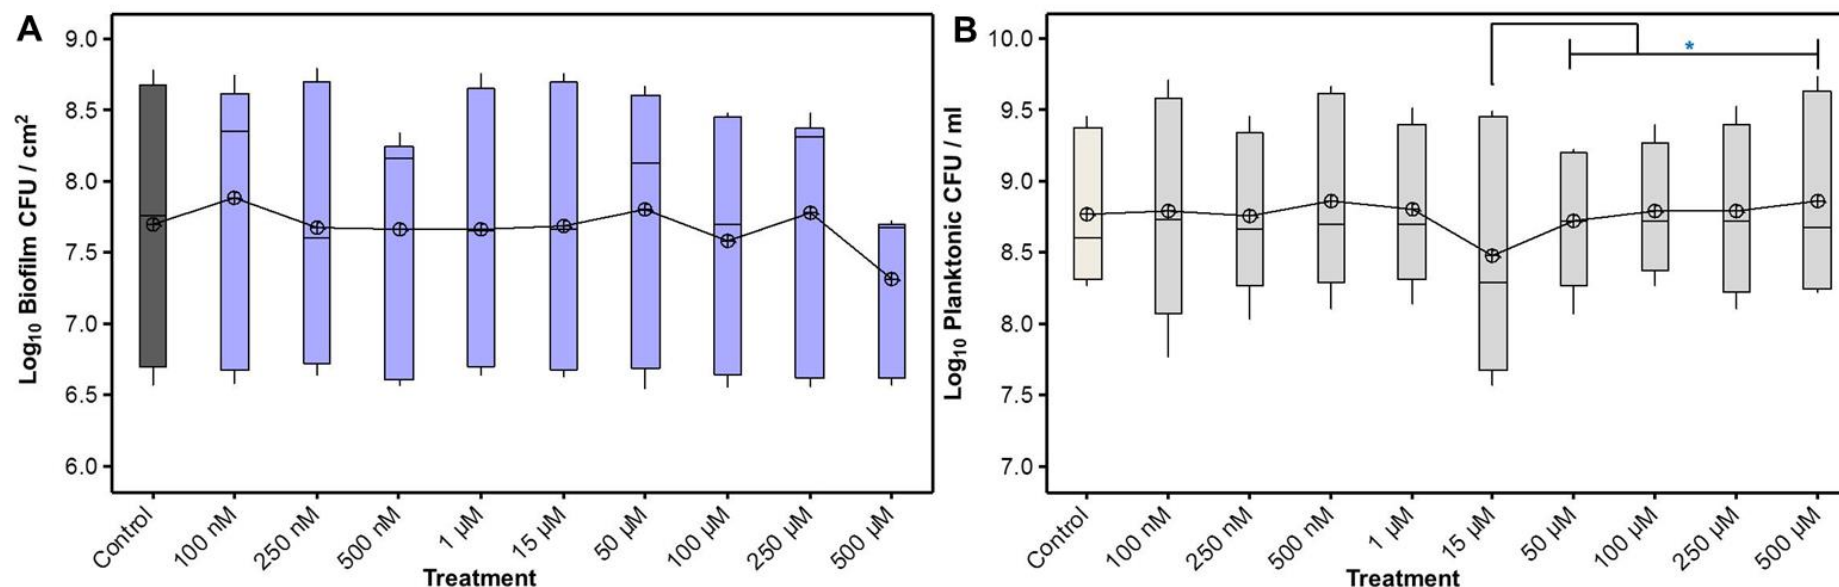 A
Log10 Biofilm CFU / cm2
9.0
8.5
8.0
7.5
7.0
6.5
6.0
Control
100 nM
250 nM
500 nM
1 µM
15 µM
50 µM
100 µM
250 µM
500 µM
Treatment
B
Log10 Planktonic CFU / ml
10.0
9.5
9.0
8.5
8.0
7.5
7.0
*
Control
100 nM
250 nM
500 nM
1 µM
15 µM
50 µM
100 µM
250 µM
500 µM
Treatment